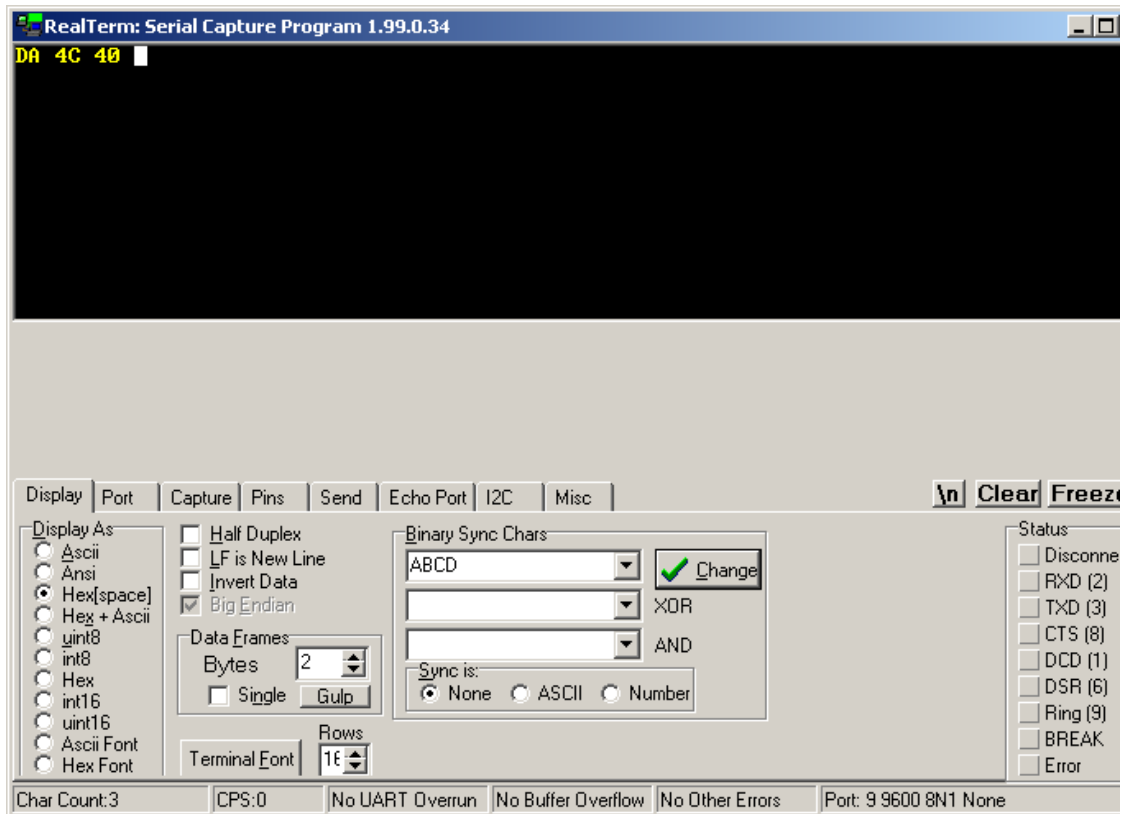 RealTerm: Serial Capture Program 1.99.0.34
DA 4C 40
Display Port Capture Pins Send Echo Port I2C Misc \n Clear Freeze
Display As
Ascii
Ansi
Hex[space]
Hex + Ascii
uint8
int8
Hex
int16
uint16
Ascii Font
Hex Font
Half Duplex
LF is New Line
Invert Data
Big Endian
Data Frames
Bytes 2
Single Gulp
Terminal Font
Rows
16
Binary Sync Chars
ABCD Change
XOR
AND
Sync is:
None ASCII Number
Status
Disconne
RXD (2)
TXD (3)
CTS (8)
DCD (1)
DSR (6)
Ring (9)
BREAK
Error
Char Count:3 CPS:0 No UART Overrun No Buffer Overflow No Other Errors Port: 9 9600 8N1 None